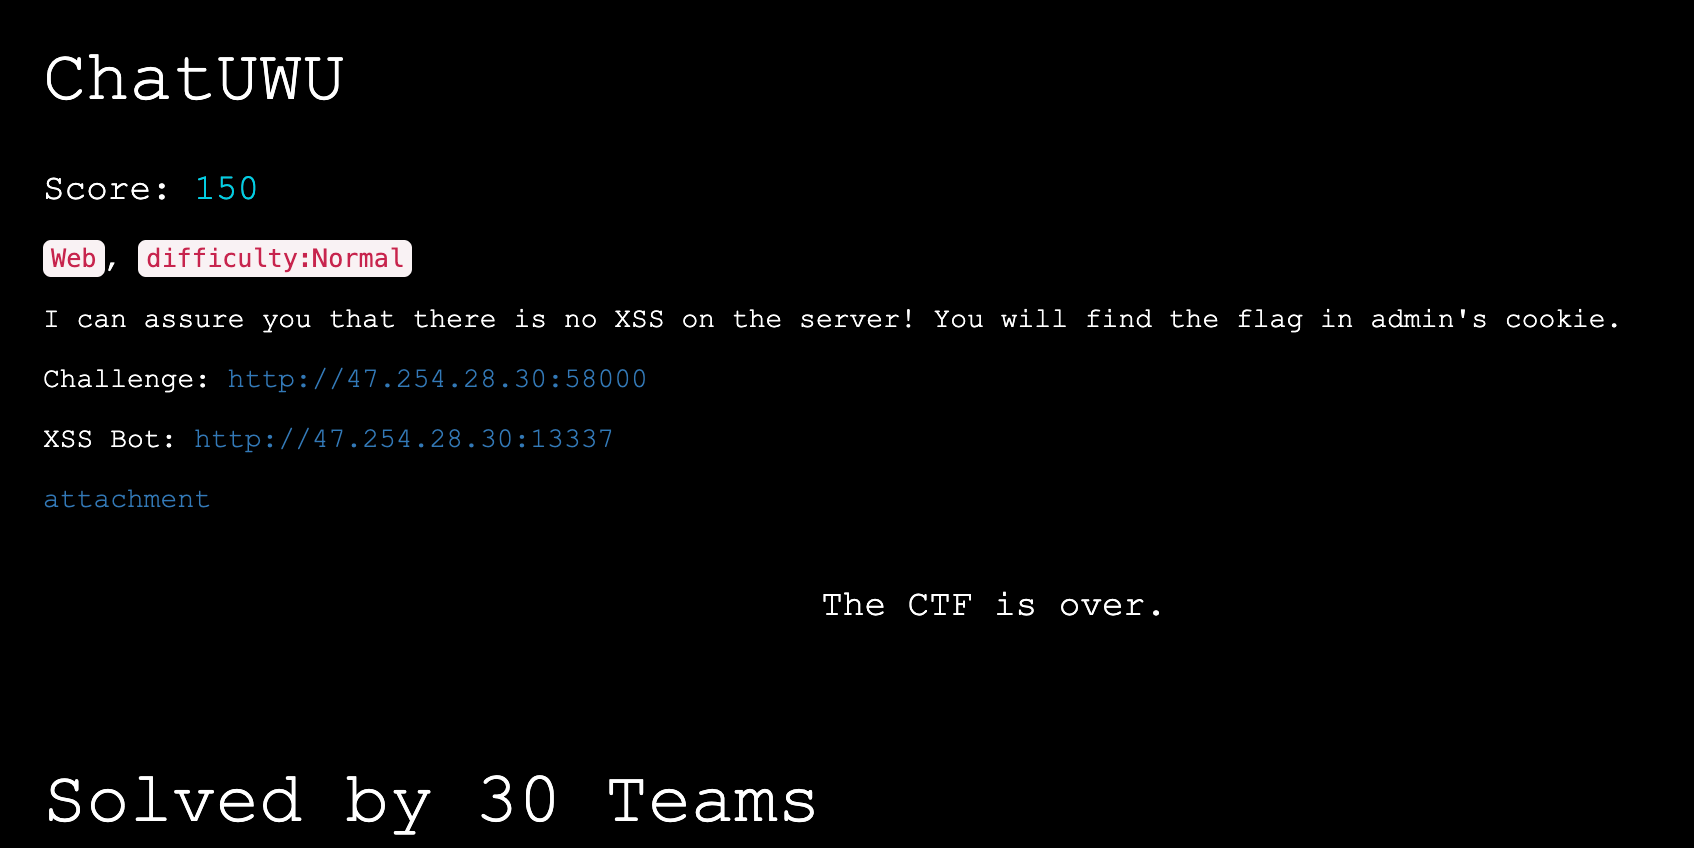 ChatUWU
Score: 150
Web, difficulty:Normal
I can assure you that there is no XSS on the server! You will find the flag in admin's cookie.
Challenge: http://47.254.28.30:58000
XSS Bot: http://47.254.28.30:13337
attachment
The CTF is over.
Solved by 30 Teams